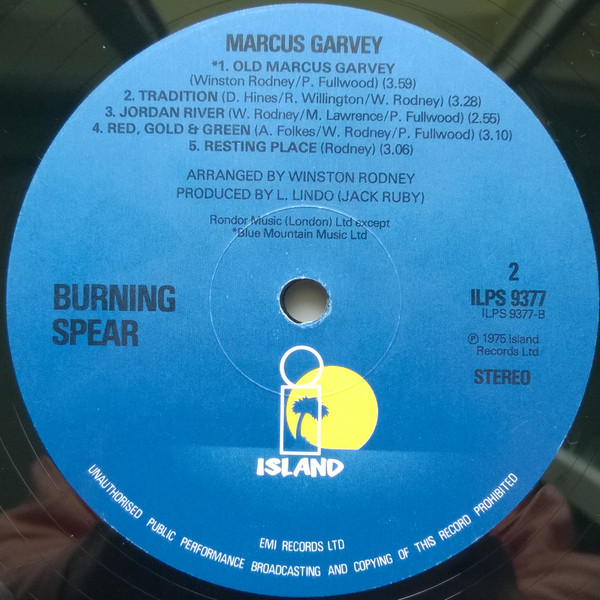 MARCUS GARVEY
*1. OLD MARCUS GARVEY
(Winston Rodney/P. Fullwood) (3.59)
2. TRADITION (D. Hines/R. Willington/W. Rodney) (3.28)
3. JORDAN RIVER (W. Rodney/M. Lawrence/P. Fullwood) (2.55)
4. RED, GOLD & GREEN (A. Folkes/W. Rodney/P. Fullwood) (3.10)
5. RESTING PLACE (Rodney) (3.06)
ARRANGED BY WINSTON RODNEY
PRODUCED BY L. LINDO (JACK RUBY)
Rondor Music (London) Ltd except
*Blue Mountain Music Ltd
BURNING
SPEAR
2
ILPS 9377
ILPS 9377-B
℗ 1975 Island
Records Ltd
STEREO
ISLAND
EMI RECORDS LTD
UNAUTHORISED PUBLIC PERFORMANCE BROADCASTING AND COPYING OF THIS RECORD PROHIBITED